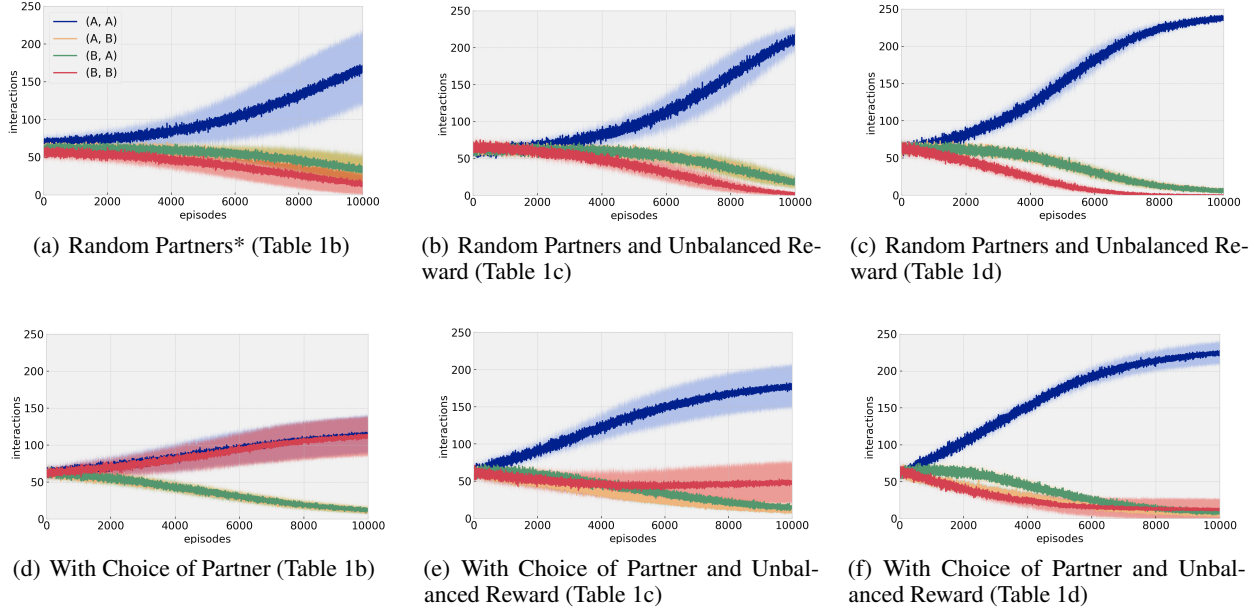 250
200
150
100
50
0
interactions
(A, A)
(A, B)
(B, A)
(B, B)
0 2000 4000 6000 8000 10000
episodes
(a) Random Partners* (Table 1b)
250
200
150
100
50
0
interactions
0 2000 4000 6000 8000 10000
episodes
(b) Random Partners and Unbalanced Re-
ward (Table 1c)
250
200
150
100
50
0
interactions
0 2000 4000 6000 8000 10000
episodes
(c) Random Partners and Unbalanced Re-
ward (Table 1d)
250
200
150
100
50
0
interactions
0 2000 4000 6000 8000 10000
episodes
(d) With Choice of Partner (Table 1b)
250
200
150
100
50
0
interactions
0 2000 4000 6000 8000 10000
episodes
(e) With Choice of Partner and Unbal-
anced Reward (Table 1c)
250
200
150
100
50
0
interactions
0 2000 4000 6000 8000 10000
episodes
(f) With Choice of Partner and Unbal-
anced Reward (Table 1d)